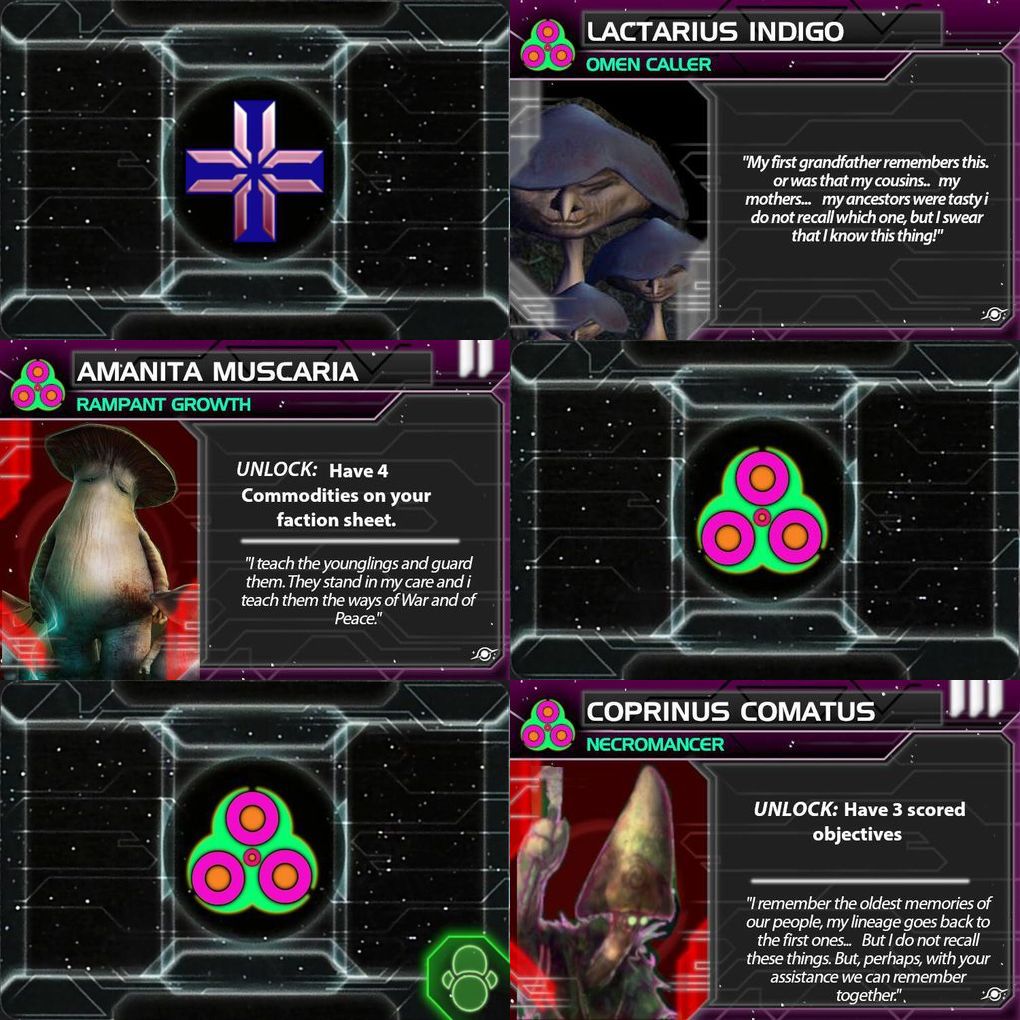 LACTARIUS INDIGO
OMEN CALLER
"My first grandfather remembers this.
or was that my cousins.. my
mothers... my ancestors were tasty i
do not recall which one, but I swear
that I know this thing!"
AMANITA MUSCARIA
II
RAMPANT GROWTH
UNLOCK: Have 4
Commodities on your
faction sheet.
"I teach the younglings and guard
them. They stand in my care and i
teach them the ways of War and of
Peace."
COPRINUS COMATUS
III
NECROMANCER
UNLOCK: Have 3 scored
objectives
"I remember the oldest memories of
our people, my lineage goes back to
the first ones... But I do not recall
these things. But, perhaps, with your
assistance we can remember
together."